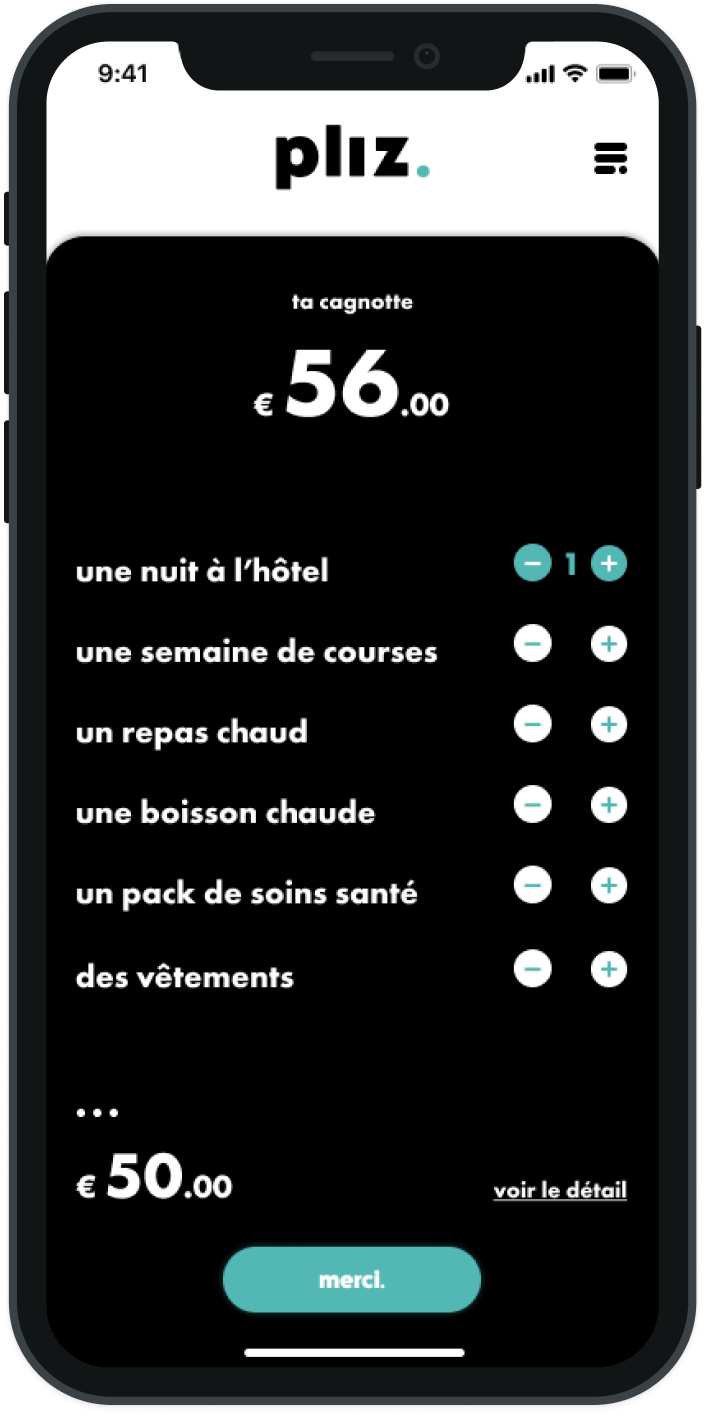 9:41
plız.
ta cagnotte
€ 56.00
une nuit à l’hôtel
1
une semaine de courses
un repas chaud
une boisson chaude
un pack de soins santé
des vêtements
...
€ 50.00
voir le détail
merci.